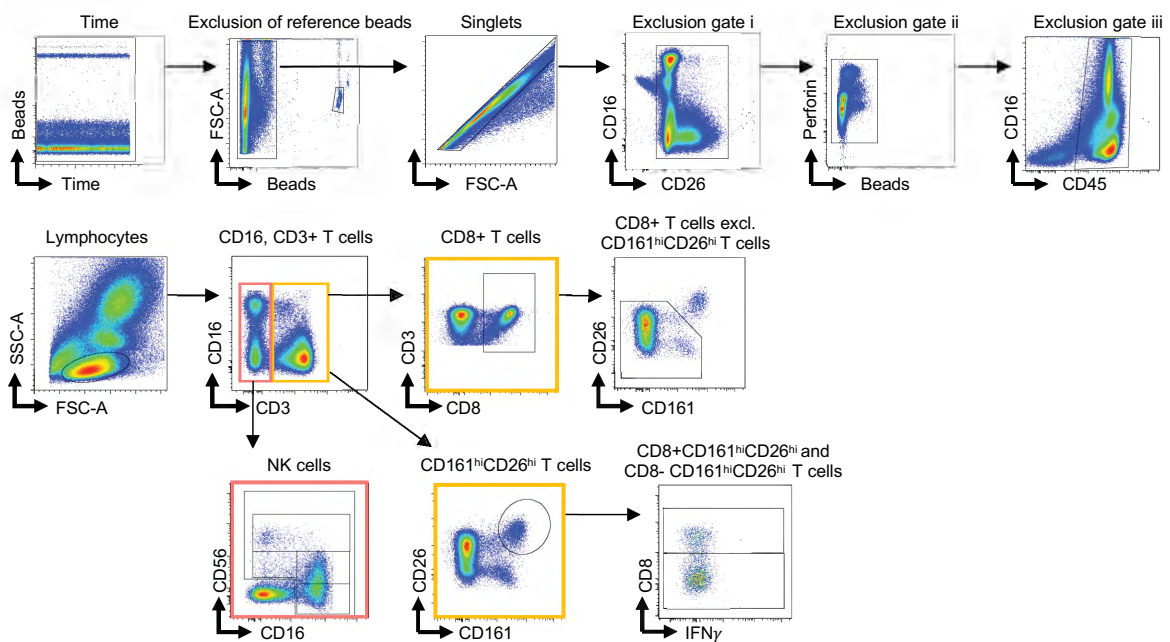 Time
Exclusion of reference beads
Singlets
Exclusion gate i
Exclusion gate ii
Exclusion gate iii
Beads
Time
FSC-A
Beads
FSC-A
CD16
CD26
Perforin
Beads
CD16
CD45
Lymphocytes
CD16, CD3+ T cells
CD8+ T cells
CD8+ T cells excl.
CD161hiCD26hi T cells
SSC-A
FSC-A
CD16
CD3
CD3
CD8
CD26
CD161
NK cells
CD161hiCD26hi T cells
CD8+CD161hiCD26hi and
CD8- CD161hiCD26hi T cells
CD56
CD16
CD26
CD161
CD8
IFNγ